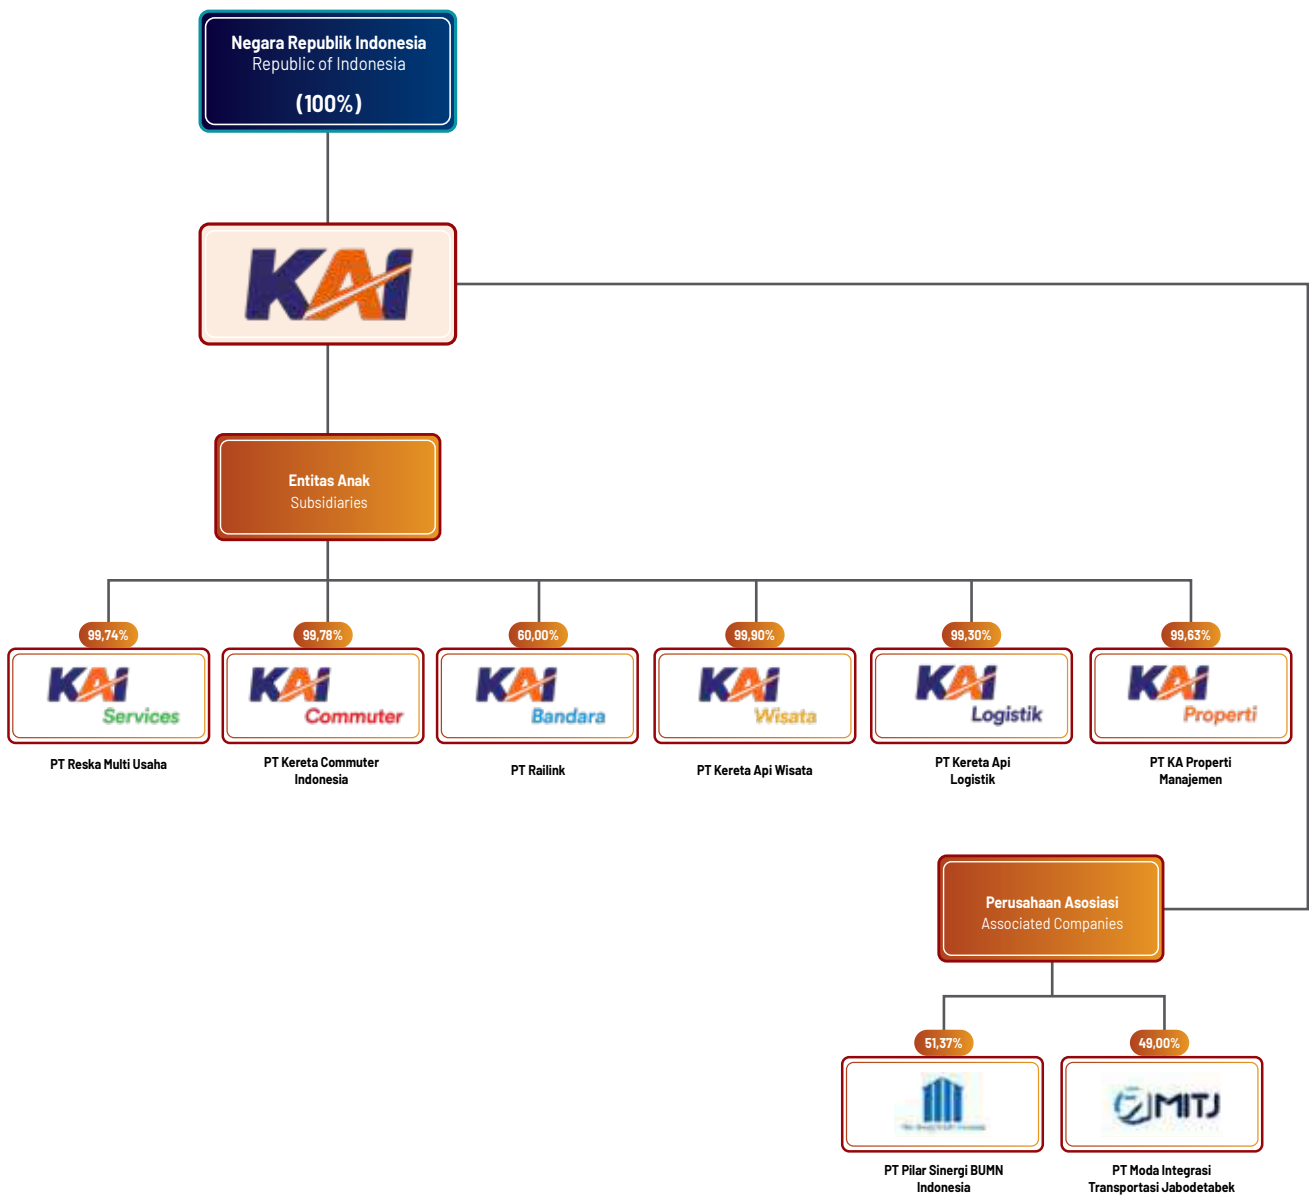 Negara Republik Indonesia
Republic of Indonesia
(100%)
KAI
Entitas Anak
Subsidiaries
99,74%
99,78%
60,00%
99,90%
99,30%
99,63%
KAI
Services
KAI
Commuter
KAI
Bandara
KAI
Wisata
KAI
Logistik
KAI
Properti
PT Reska Multi Usaha
PT Kereta Commuter
Indonesia
PT Railink
PT Kereta Api Wisata
PT Kereta Api
Logistik
PT KA Properti
Manajemen
Perusahaan Asosiasi
Associated Companies
51,37%
49,00%
MITJ
PT Pilar Sinergi BUMN
Indonesia
PT Moda Integrasi
Transportasi Jabodetabek